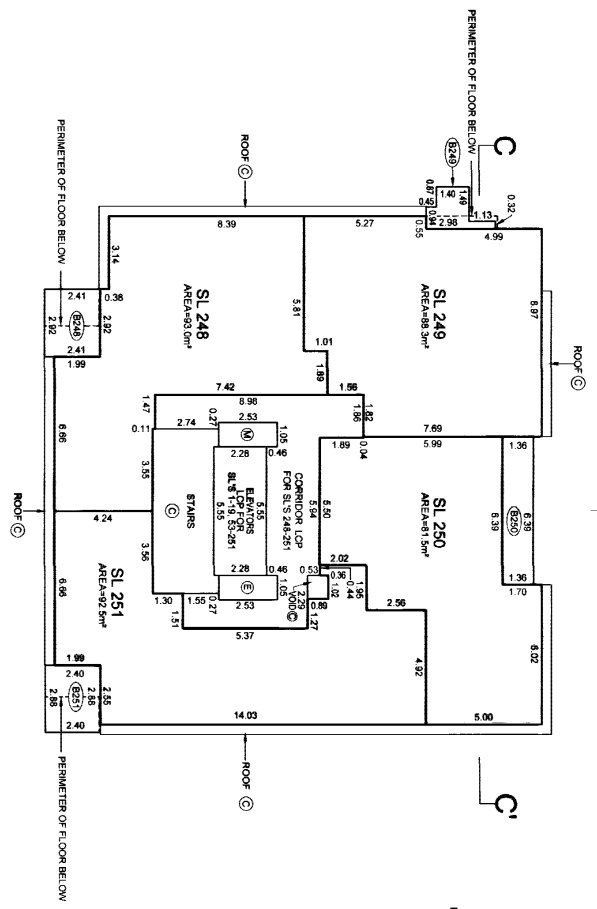 C
PERIMETER OF FLOOR BELOW
B249
0.32
1.13
1.49
1.40
0.87
0.45
0.94
2.98
0.55
4.99
ROOF C
PERIMETER OF FLOOR BELOW
8.39
5.27
3.14
0.38
2.41
2.92
B248
2.92
2.41
1.99
SL 248
AREA=93.0m²
5.81
1.01
1.89
SL 249
AREA=88.3m²
8.97
ROOF C
7.42
8.98
1.56
1.82
1.86
0.04
1.47
0.11
2.74
0.27
2.53
M
1.05
2.28
0.46
1.89
7.69
5.99
1.36
6.66
3.55
4.24
C
STAIRS
ELEVATORS
LCP FOR
SL'S 1-19, 53-251
5.55
5.55
CORRIDOR LCP
FOR SL'S 248-251
5.50
5.94
SL 250
AREA=81.5m²
6.39
B250
6.39
ROOF C
3.56
6.66
2.28
0.46
E
1.05
2.53
0.27
1.55
1.30
1.51
5.37
VOID C
2.29
0.53
0.36
1.02
0.89
1.27
0.44
2.02
1.95
2.56
1.36
1.70
SL 251
AREA=92.5m²
1.99
2.40
2.88
B251
2.88
2.55
2.40
14.03
4.92
6.02
5.00
ROOF C
PERIMETER OF FLOOR BELOW
C'